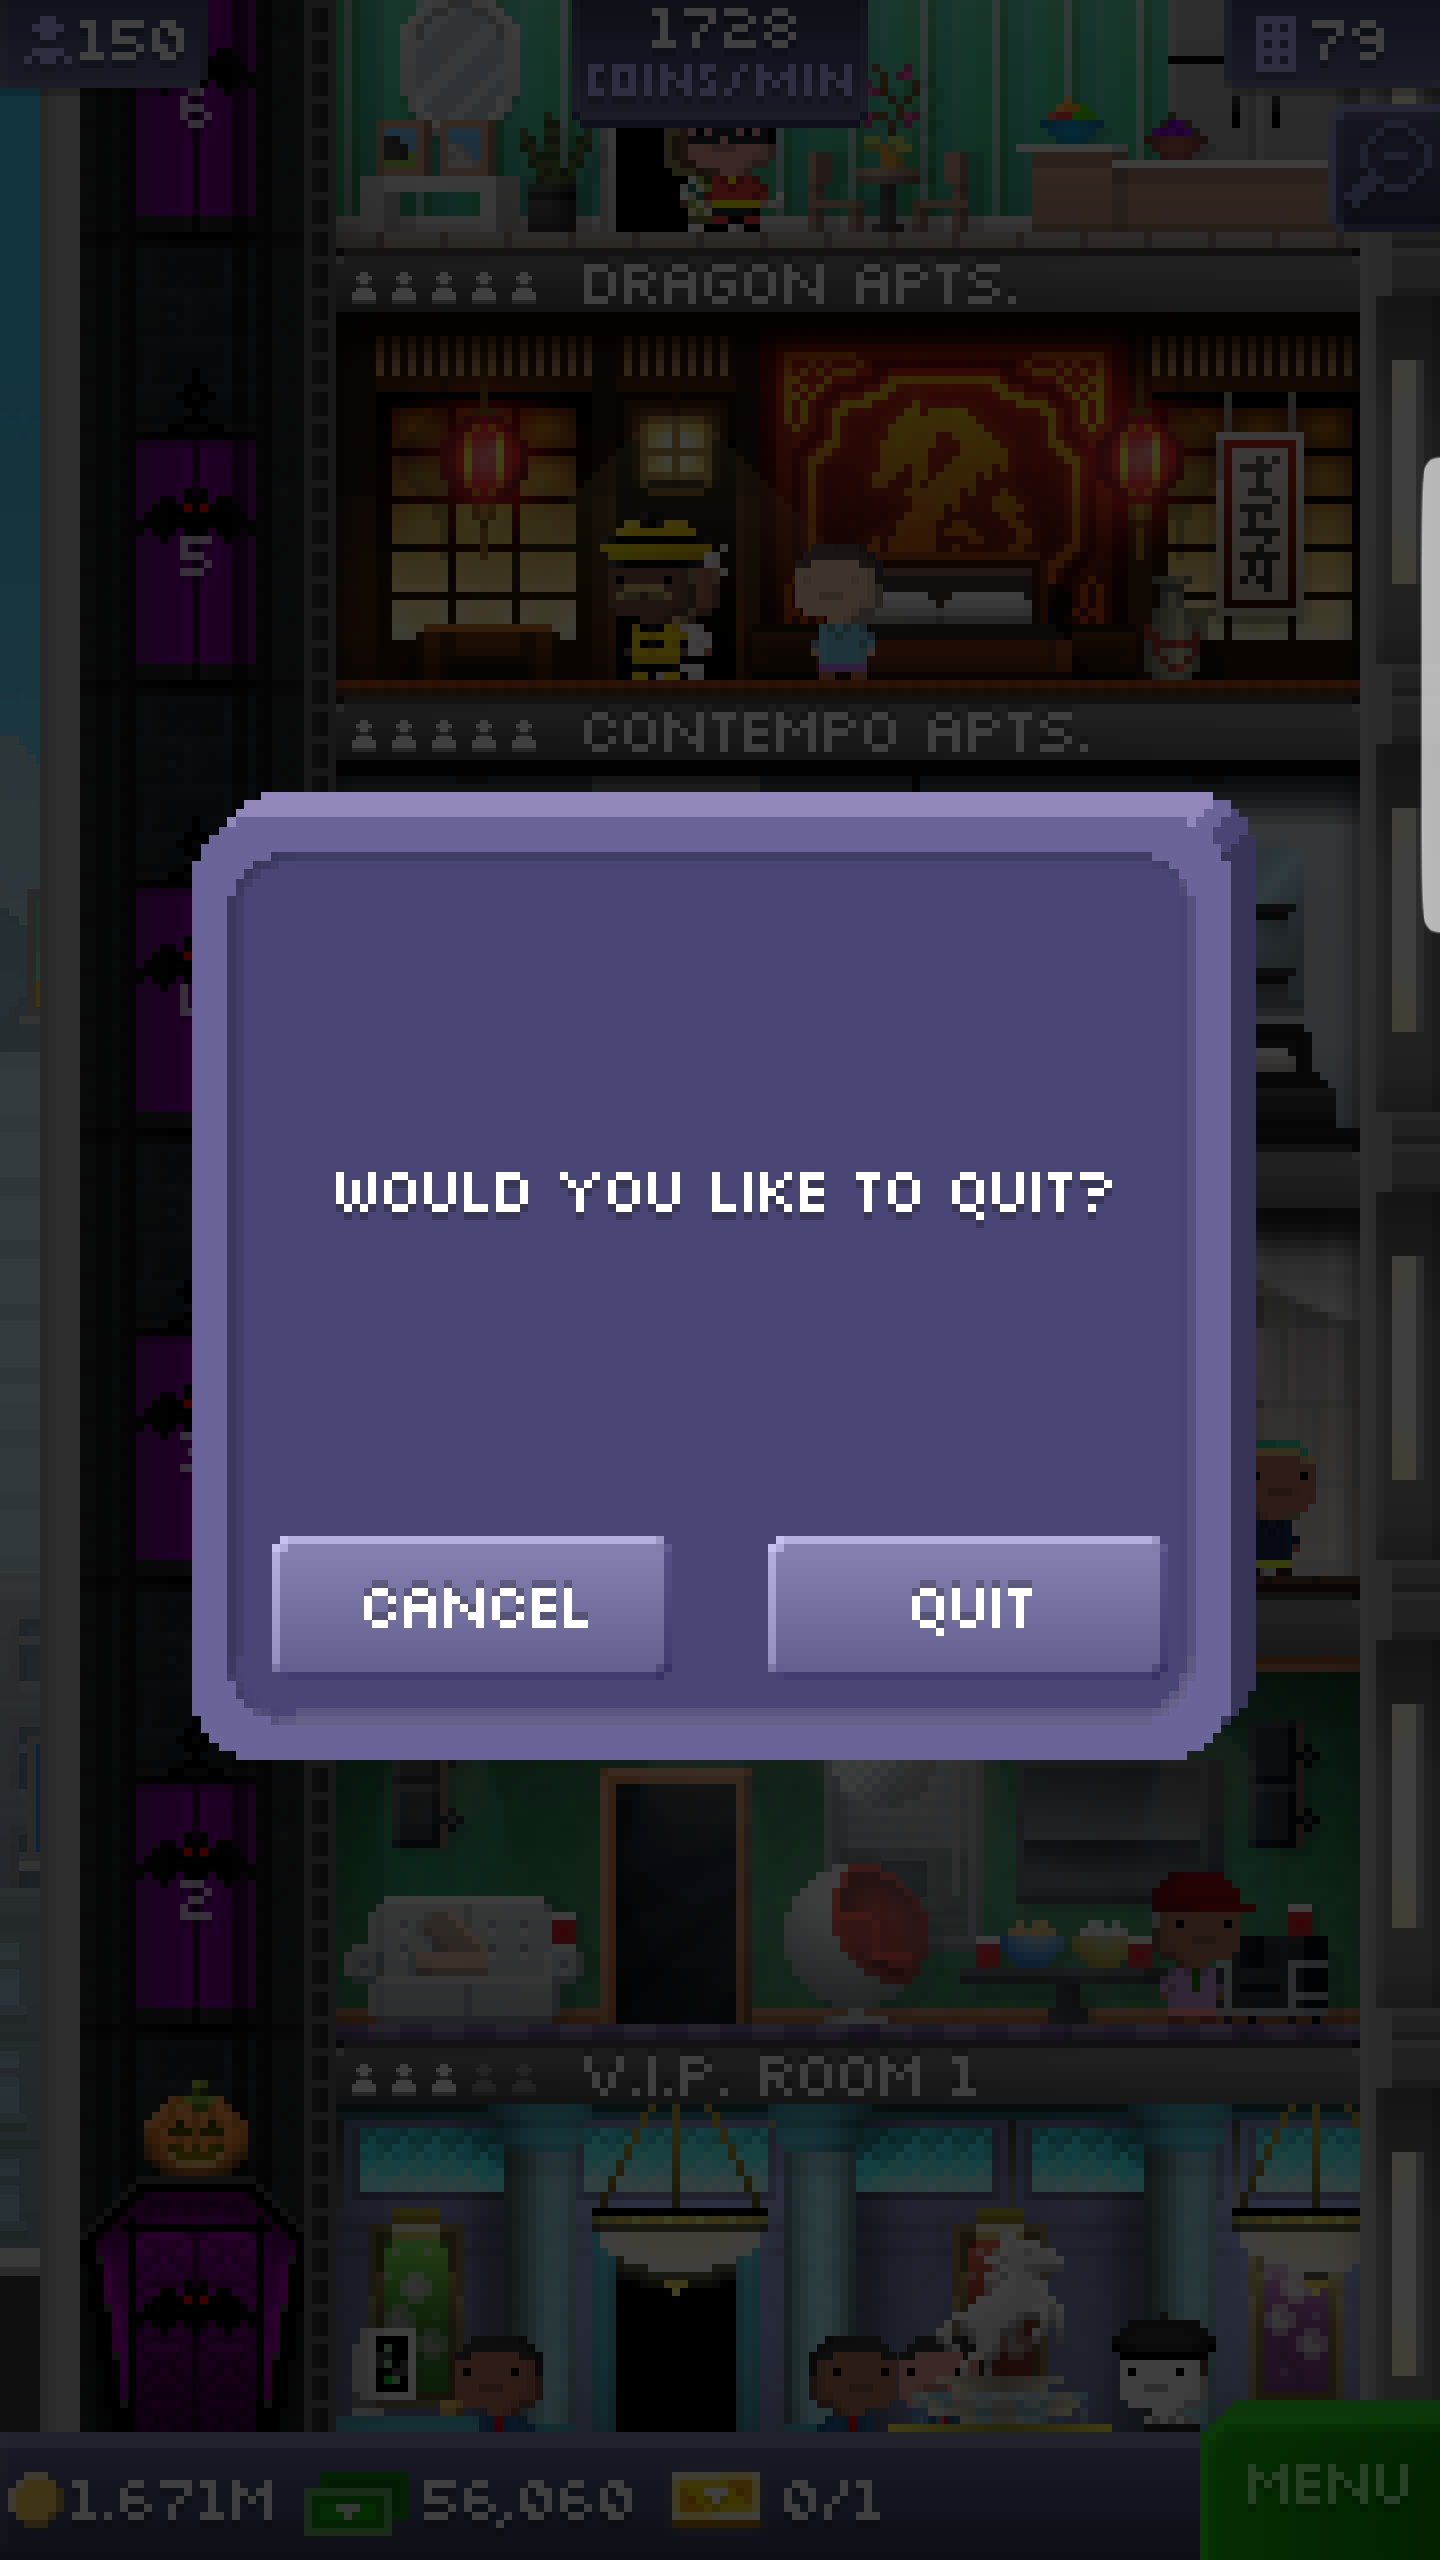 150
1728
COINS/MIN
79
6
DRAGON APTS.
5
CONTEMPO APTS.
WOULD YOU LIKE TO QUIT?
CANCEL
QUIT
2
V.I.P. ROOM 1
1.671M
56,060
0/1
MENU